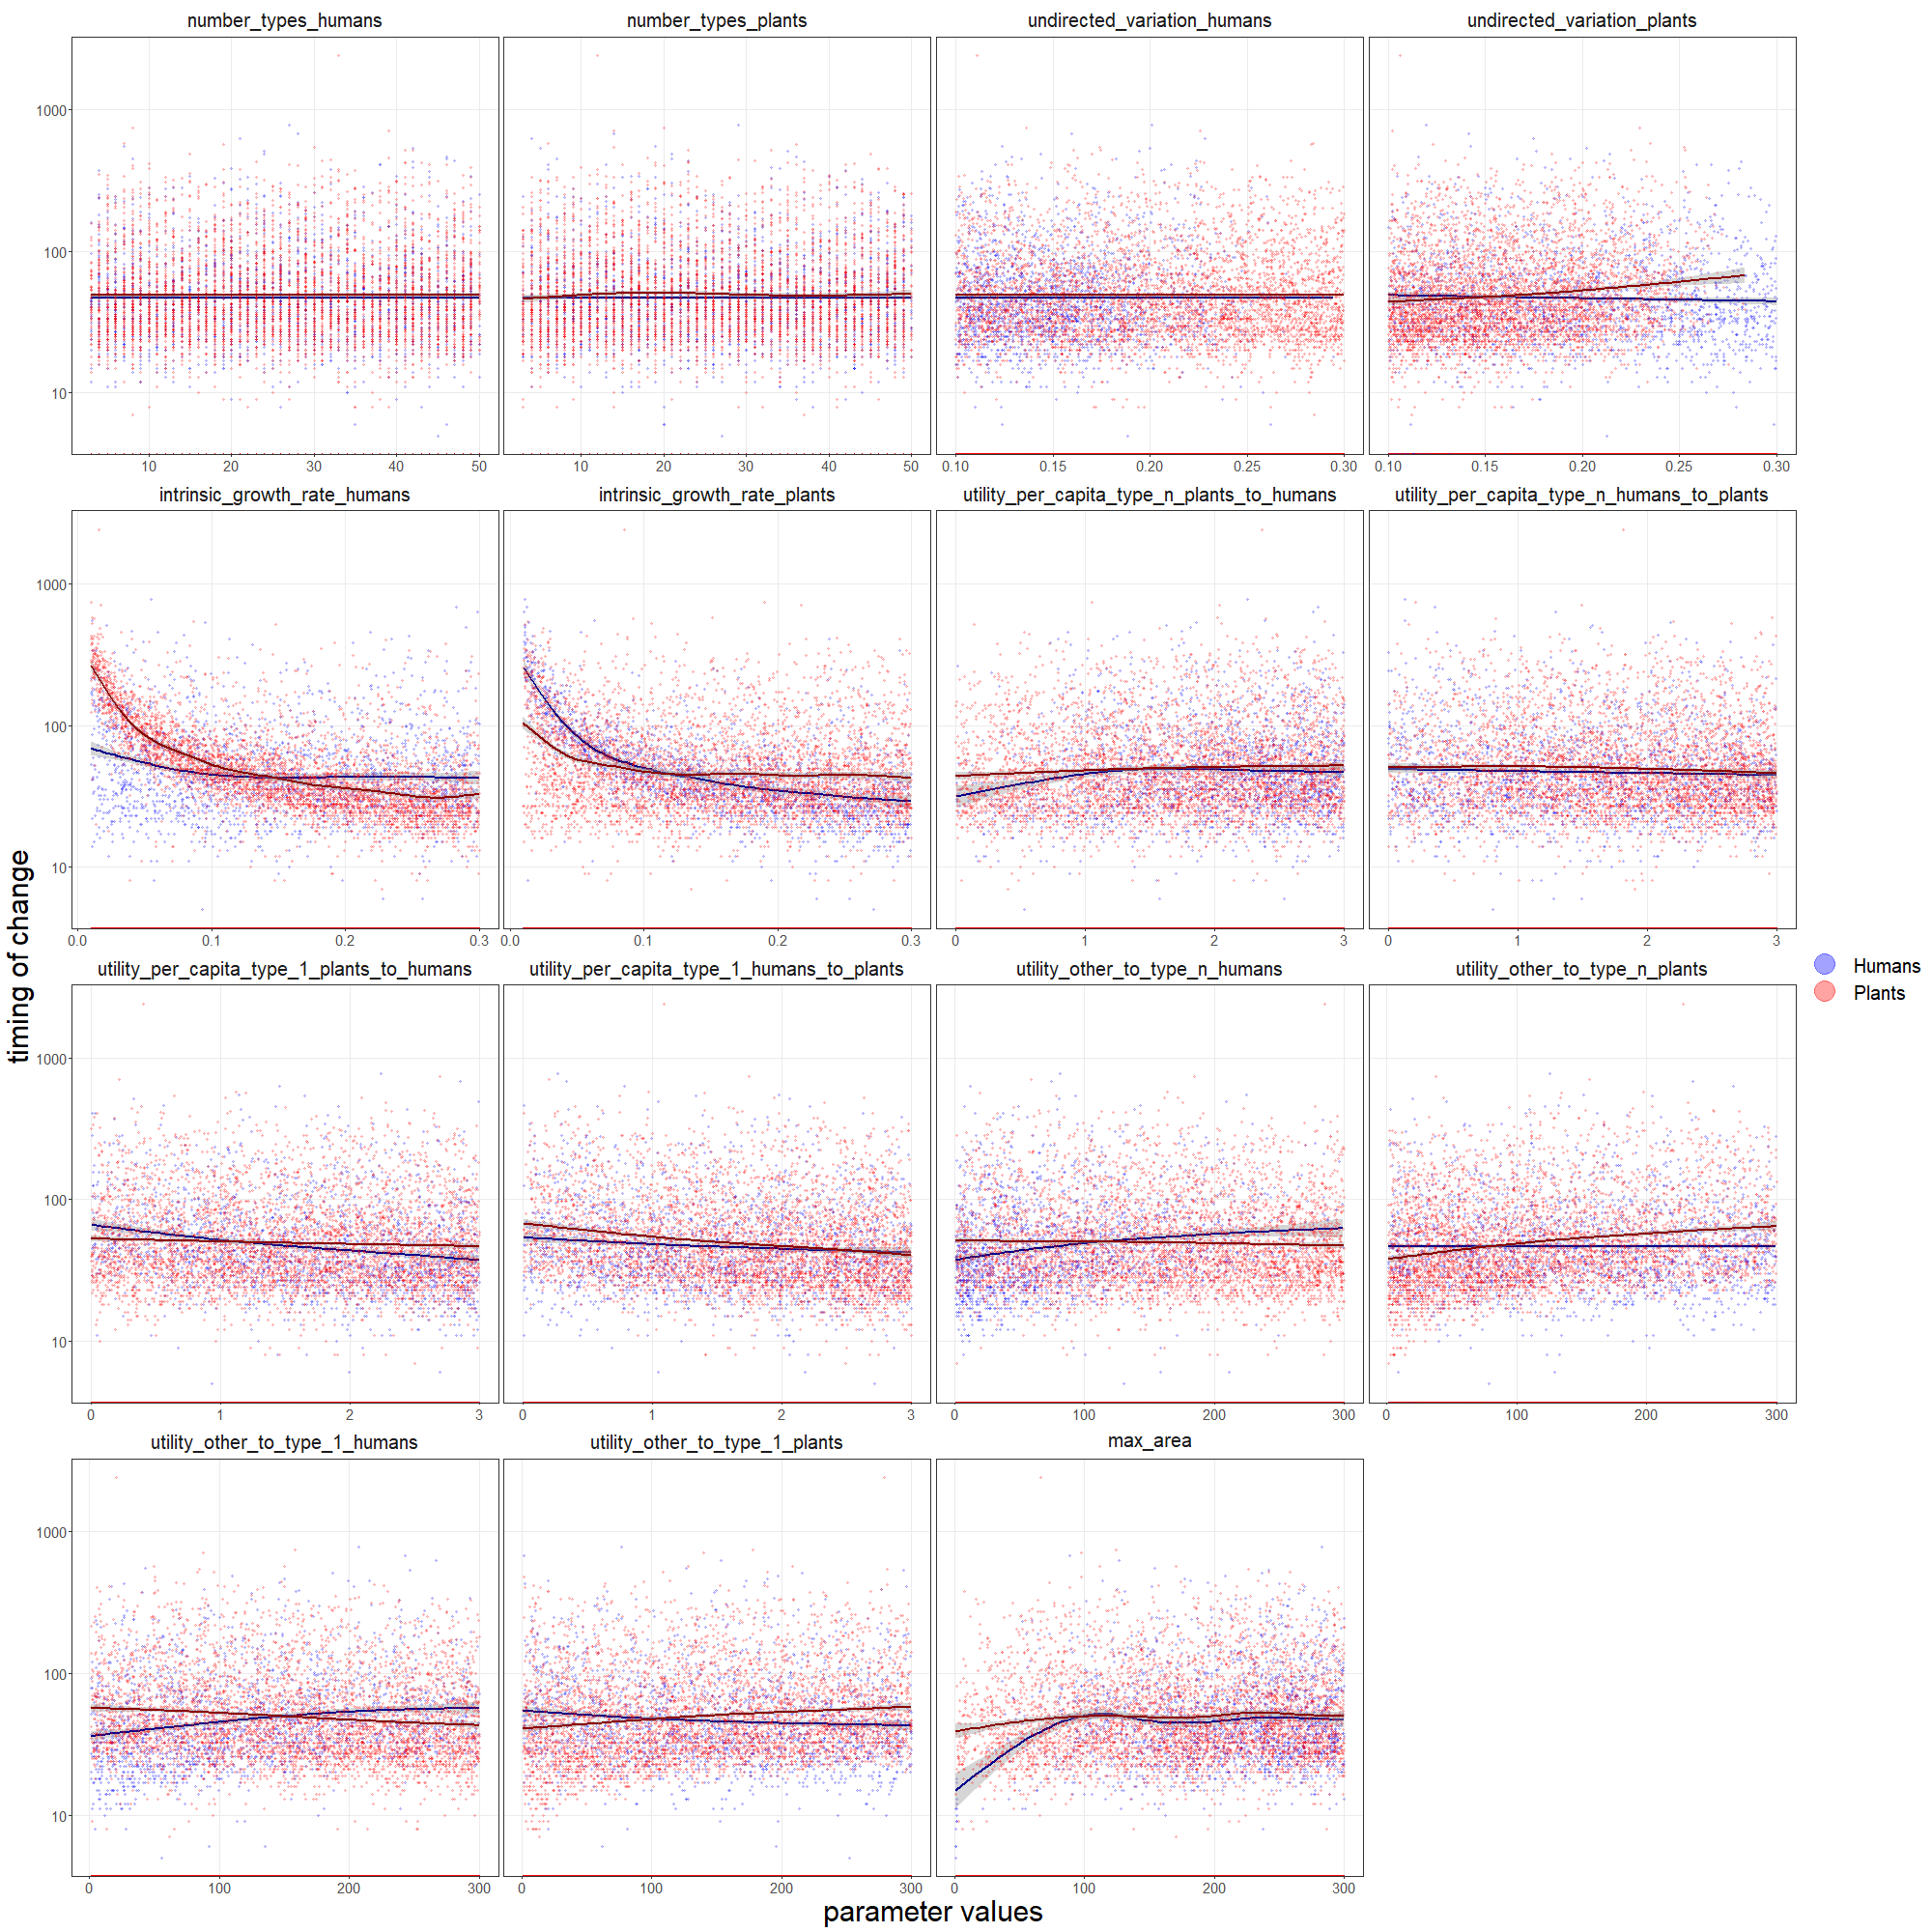 number_types_humans number_types_plants undirected_variation_humans undirected_variation_plants
1000
100
10
10 20 30 40 50 10 20 30 40 50 0.10 0.15 0.20 0.25 0.30 0.10 0.15 0.20 0.25 0.30
intrinsic_growth_rate_humans intrinsic_growth_rate_plants utility_per_capita_type_n_plants_to_humans utility_per_capita_type_n_humans_to_plants
1000
100
10
0.0 0.1 0.2 0.3 0.0 0.1 0.2 0.3 0 1 2 3 0 1 2 3
timing of change
Humans
Plants
utility_per_capita_type_1_plants_to_humans utility_per_capita_type_1_humans_to_plants utility_other_to_type_n_humans utility_other_to_type_n_plants
1000
100
10
0 1 2 3 0 1 2 3 0 100 200 300 0 100 200 300
utility_other_to_type_1_humans utility_other_to_type_1_plants max_area
1000
100
10
0 100 200 300 0 100 200 300 0 100 200 300
parameter values